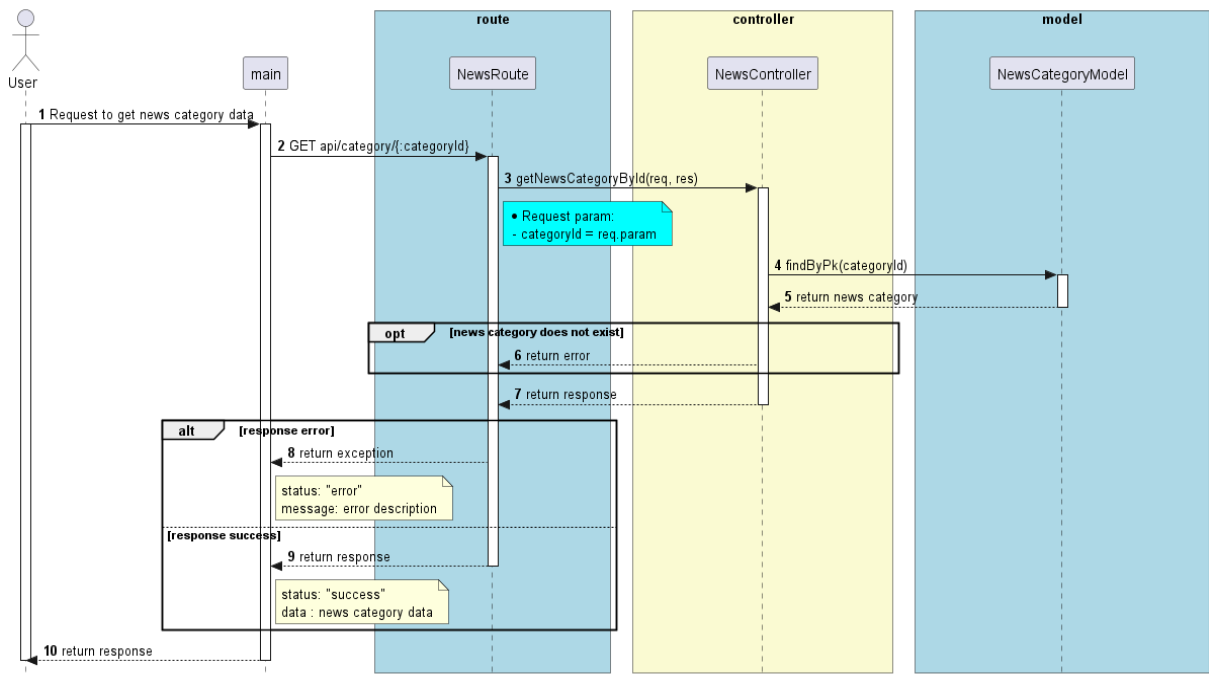 route
controller
model
User
main
NewsRoute
NewsController
NewsCategoryModel
1 Request to get news category data
2 GET api/category/{:categoryId}
3 getNewsCategoryById(req, res)
• Request param:
- categoryId = req.param
4 findByPk(categoryId)
5 return news category
opt [news category does not exist]
6 return error
7 return response
alt [response error]
8 return exception
status: "error"
message: error description
[response success]
9 return response
status: "success"
data : news category data
10 return response